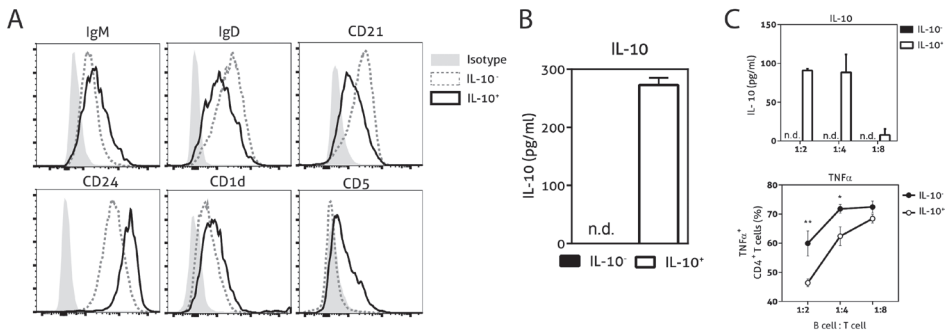 A
IgM
IgD
CD21
Isotype
IL-10⁻
IL-10⁺
CD24
CD1d
CD5
B
IL-10
IL-10 (pg/ml)
300
200
100
0
n.d.
IL-10⁻
IL-10⁺
C
IL-10
IL-10⁻
IL-10⁺
IL- 10 (pg/ml)
150
100
50
0
n.d.
n.d.
n.d.
1:2
1:4
1:8
TNFα
IL-10⁻
IL-10⁺
TNFα⁺
CD4⁺T cells (%)
80
70
60
50
40
**
*
1:2
1:4
1:8
B cell : T cell